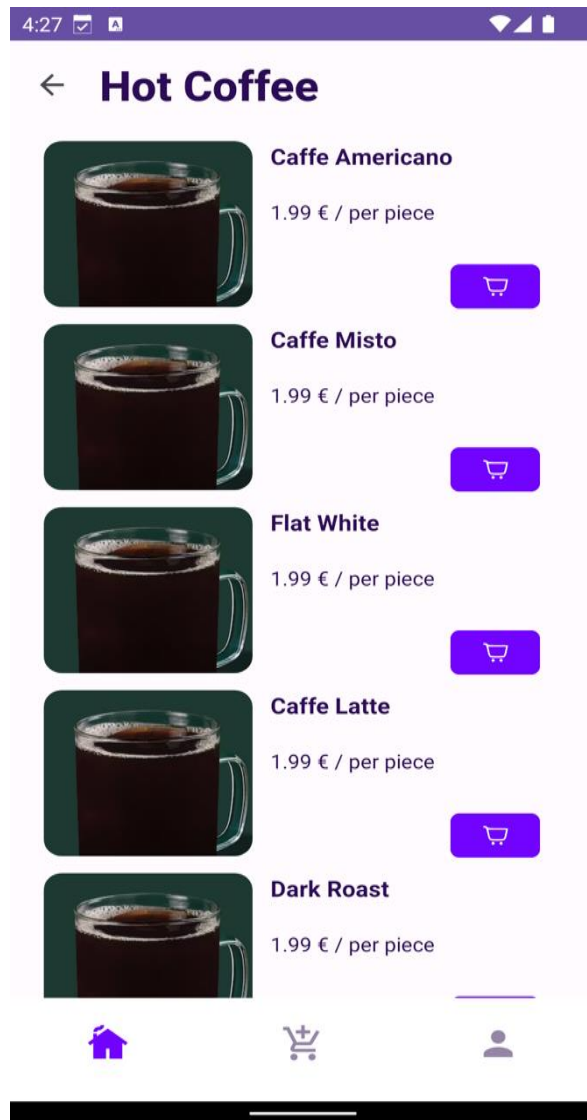 4:27
Hot Coffee
Caffe Americano
1.99 € / per piece
Caffe Misto
1.99 € / per piece
Flat White
1.99 € / per piece
Caffe Latte
1.99 € / per piece
Dark Roast
1.99 € / per piece